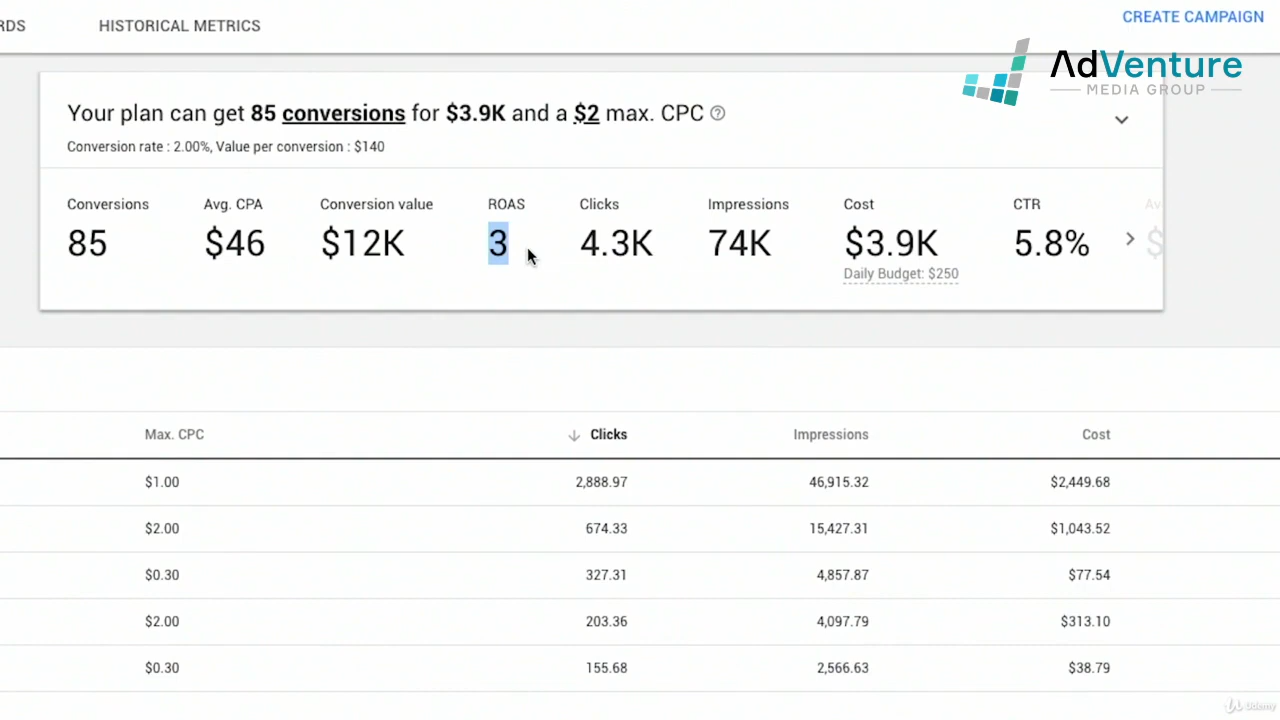 RDS HISTORICAL METRICS CREATE CAMPAIGN
AdVenture
MEDIA GROUP
Your plan can get 85 conversions for $3.9K and a $2 max. CPC
Conversion rate : 2.00%, Value per conversion : $140
Conversions Avg. CPA Conversion value ROAS Clicks Impressions Cost CTR Av
85 $46 $12K 3 4.3K 74K $3.9K 5.8% $
Daily Budget: $250
Max. CPC Clicks Impressions Cost
$1.00 2,888.97 46,915.32 $2,449.68
$2.00 674.33 15,427.31 $1,043.52
$0.30 327.31 4,857.87 $77.54
$2.00 203.36 4,097.79 $313.10
$0.30 155.68 2,566.63 $38.79
Udemy